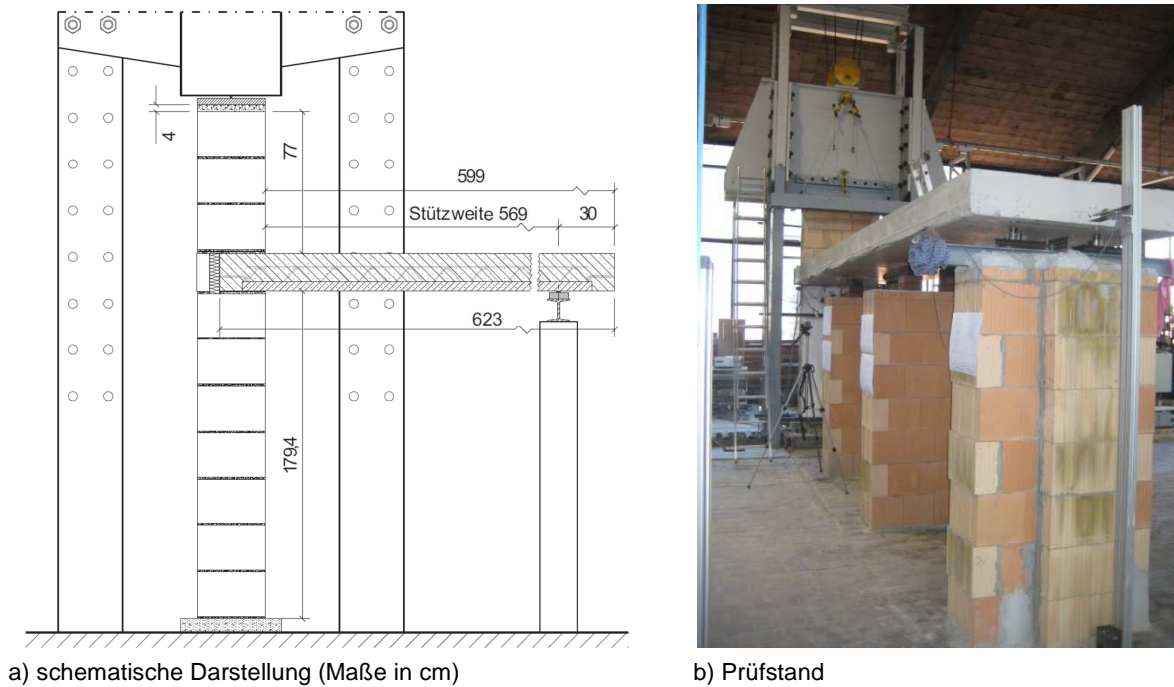 4
77
599
Stützweite 569
30
623
179,4
a) schematische Darstellung (Maße in cm)
b) Prüfstand